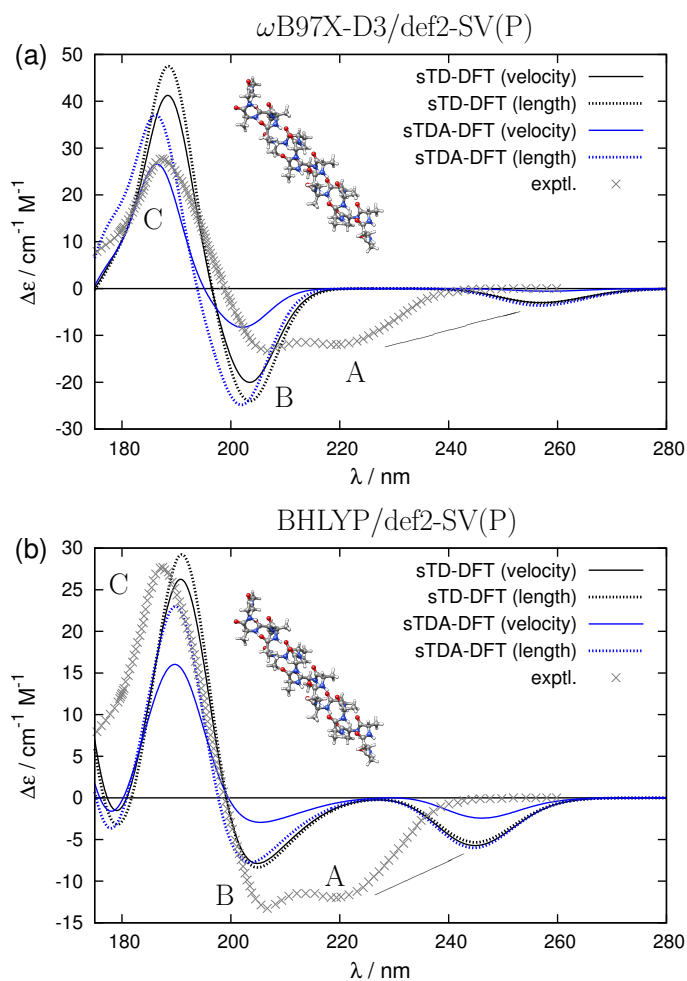 ωB97X-D3/def2-SV(P)
(a)
50
40
30
20
10
0
-10
-20
-30
Δε / cm⁻¹ M⁻¹
sTD-DFT (velocity)
sTD-DFT (length)
sTDA-DFT (velocity)
sTDA-DFT (length)
exptl.
C
B
A
180 200 220 240 260 280
λ / nm
BHLYP/def2-SV(P)
(b)
30
25
20
15
10
5
0
-5
-10
-15
Δε / cm⁻¹ M⁻¹
sTD-DFT (velocity)
sTD-DFT (length)
sTDA-DFT (velocity)
sTDA-DFT (length)
exptl.
C
B
A
180 200 220 240 260 280
λ / nm